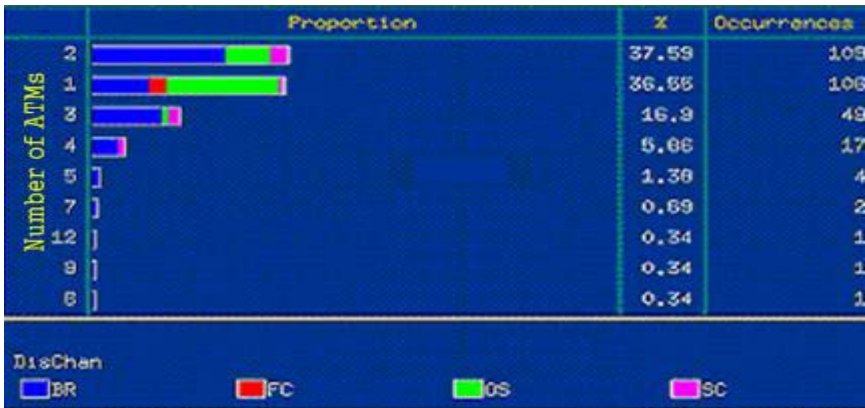 Proportion % Occurrences
Number of ATMs
2 37.59 109
1 36.55 106
3 16.9 49
4 5.86 17
5 1.38 4
7 0.69 2
12 0.34 1
9 0.34 1
0.34 1
DisChan
BR FC OS SC